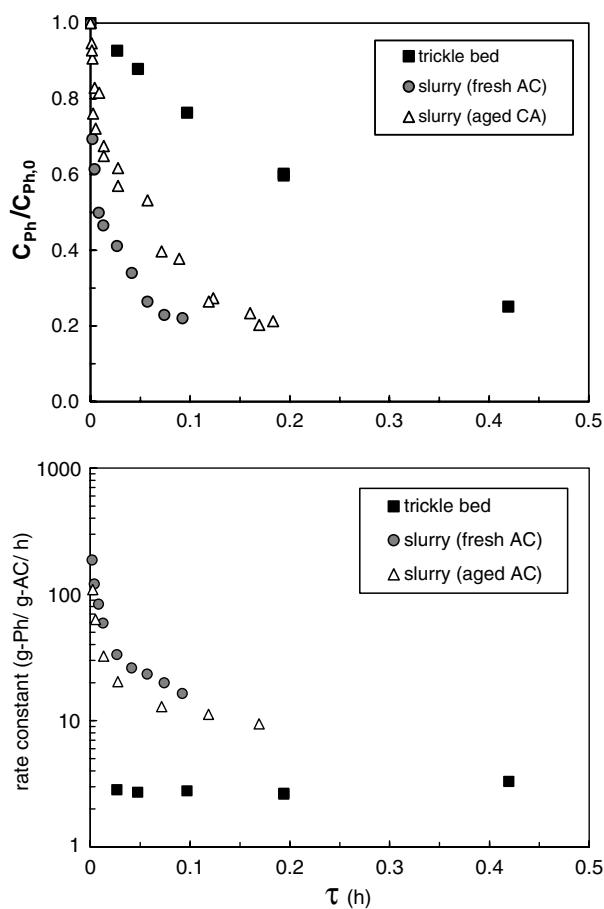 1.0
0.8
0.6
0.4
0.2
0.0
C_Ph/C_Ph,0
trickle bed
slurry (fresh AC)
slurry (aged CA)
0 0.1 0.2 0.3 0.4 0.5
1000
100
10
1
rate constant (g-Ph/ g-AC/ h)
trickle bed
slurry (fresh AC)
slurry (aged AC)
0 0.1 0.2 0.3 0.4 0.5
τ (h)